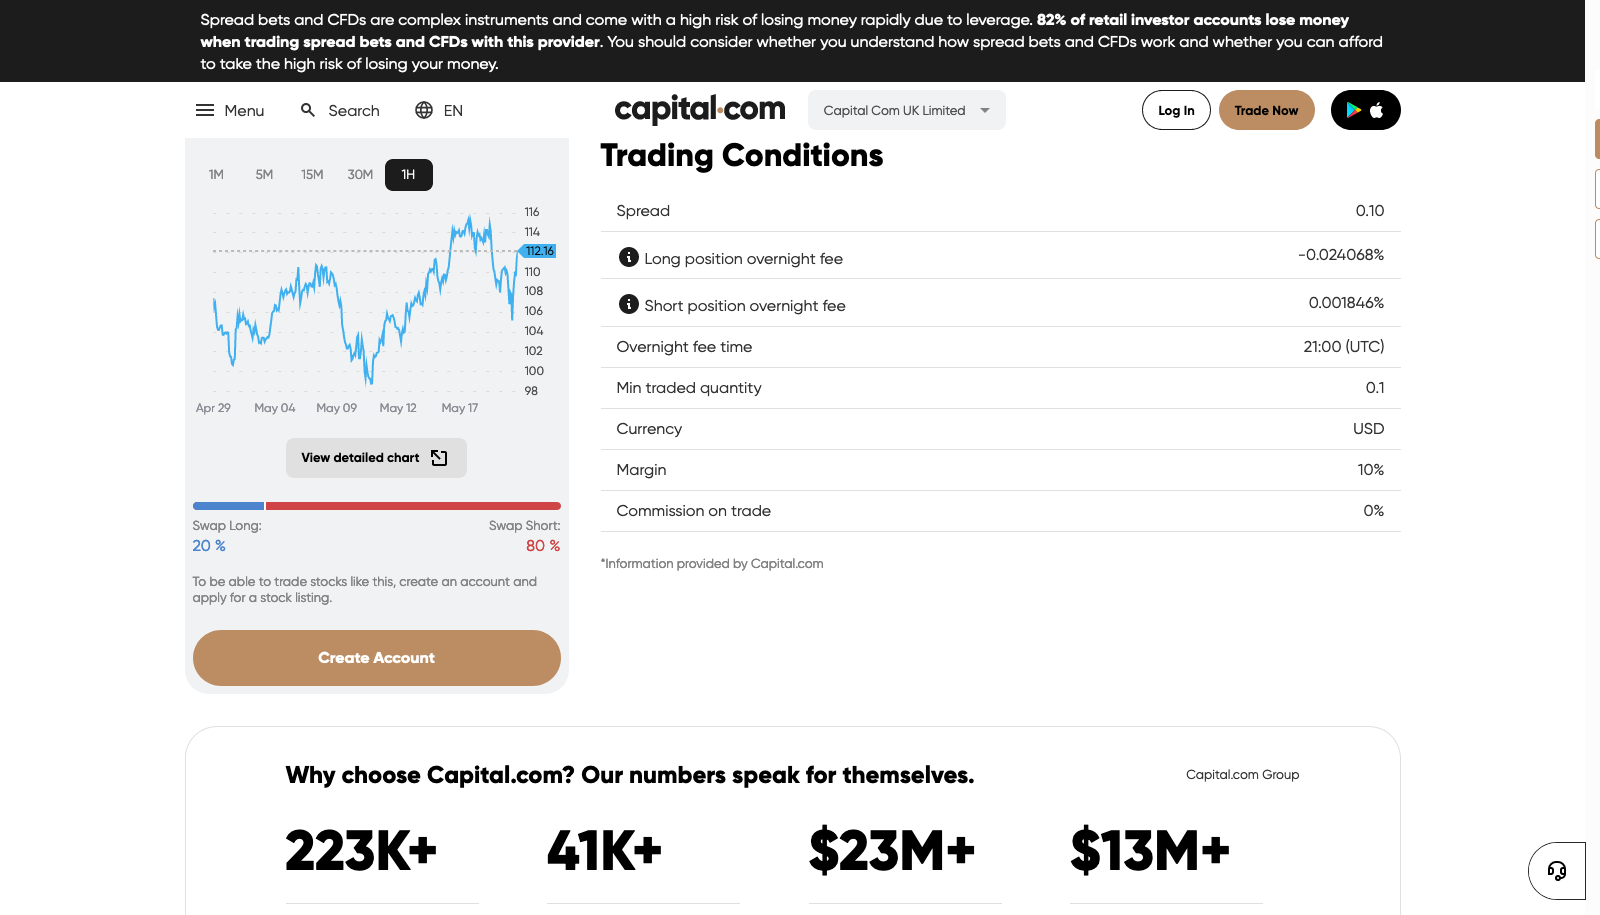 Spread bets and CFDs are complex instruments and come with a high risk of losing money rapidly due to leverage. 82% of retail investor accounts lose money
when trading spread bets and CFDs with this provider. You should consider whether you understand how spread bets and CFDs work and whether you can afford
to take the high risk of losing your money.
Menu
Search
EN
capital.com
Capital Com UK Limited
Log In
Trade Now
1M 5M 15M 30M 1H
116
114
112.16
110
108
106
104
102
100
98
Apr 29 May 04 May 09 May 12 May 17
View detailed chart
Swap Long: Swap Short:
20 % 80 %
To be able to trade stocks like this, create an account and
apply for a stock listing.
Create Account
Trading Conditions
Spread 0.10
Long position overnight fee -0.024068%
Short position overnight fee 0.001846%
Overnight fee time 21:00 (UTC)
Min traded quantity 0.1
Currency USD
Margin 10%
Commission on trade 0%
*Information provided by Capital.com
Why choose Capital.com? Our numbers speak for themselves.
Capital.com Group
223K+ 41K+ $23M+ $13M+